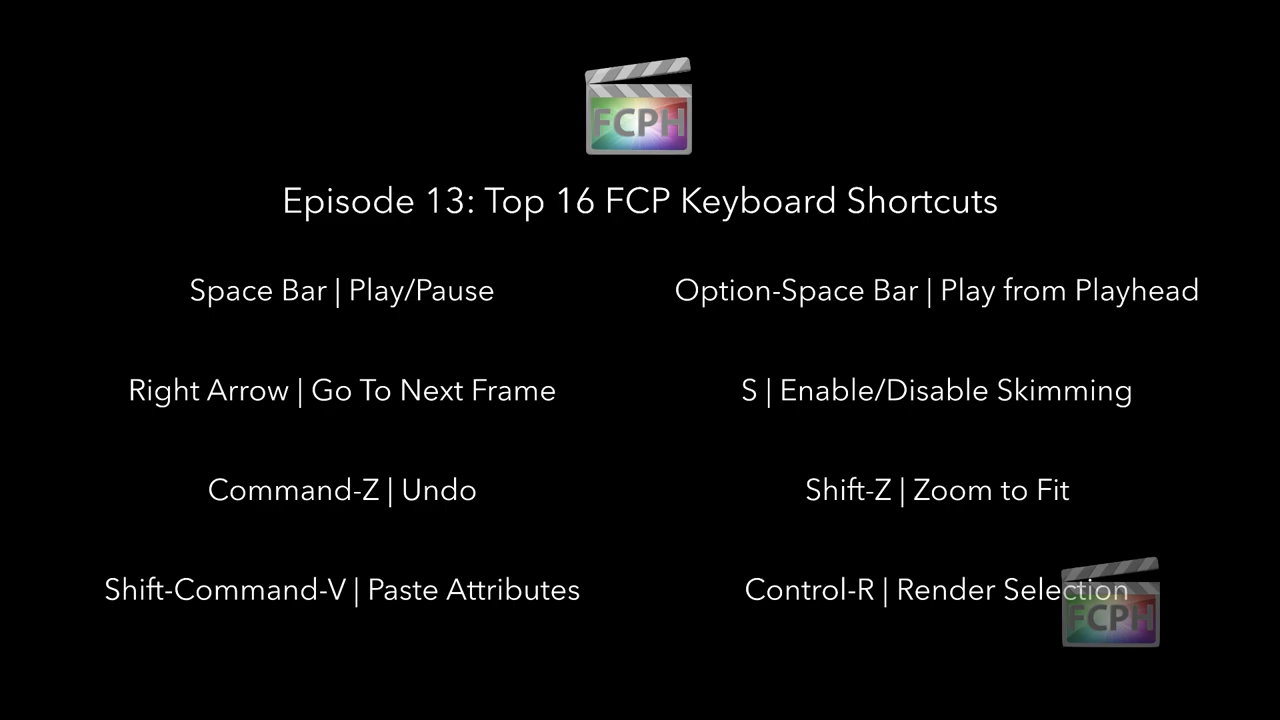 FCPH
Episode 13: Top 16 FCP Keyboard Shortcuts
Space Bar | Play/Pause
Option-Space Bar | Play from Playhead
Right Arrow | Go To Next Frame
S | Enable/Disable Skimming
Command-Z | Undo
Shift-Z | Zoom to Fit
Shift-Command-V | Paste Attributes
Control-R | Render Selection
FCPH